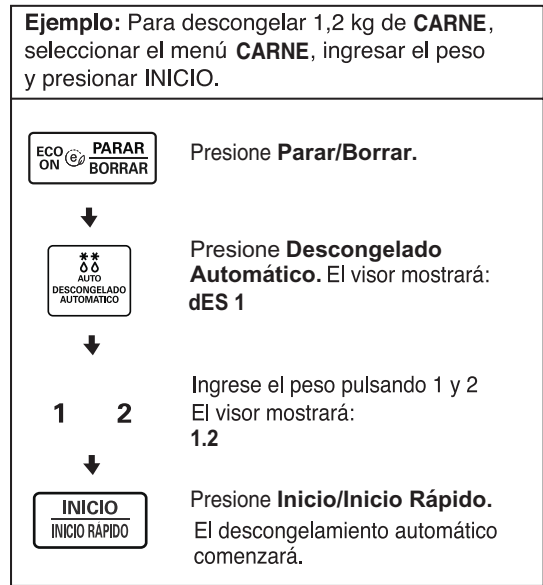 Ejemplo: Para descongelar 1,2 kg de CARNE,
seleccionar el menú CARNE, ingresar el peso
y presionar INICIO.
ECO ON e PARAR
BORRAR
Presione Parar/Borrar.
AUTO
DESCONGELADO
AUTOMATICO
Presione Descongelado
Automático. El visor mostrará:
dES 1
1 2
Ingrese el peso pulsando 1 y 2
El visor mostrará:
1.2
INICIO
INICIO RÁPIDO
Presione Inicio/Inicio Rápido.
El descongelamiento automático
comenzará.